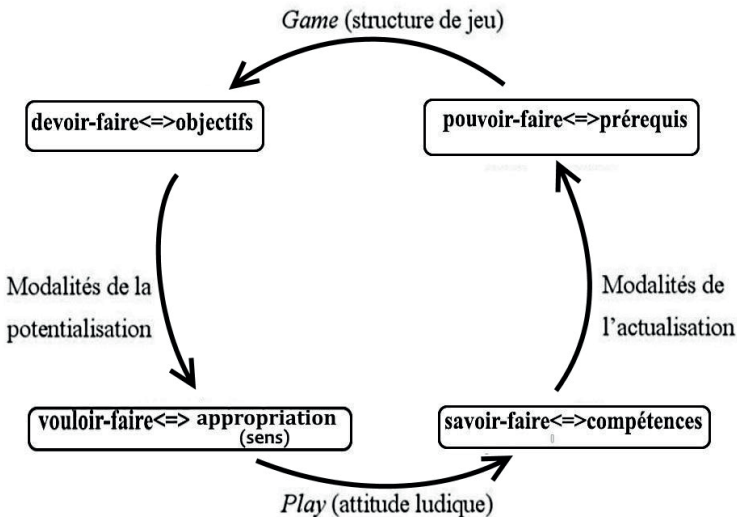 Game (structure de jeu)
devoir-faire<=>objectifs
pouvoir-faire<=>prérequis
Modalités de la
potentialisation
Modalités de
l'actualisation
vouloir-faire<=> appropriation
(sens)
savoir-faire<=>compétences
Play (attitude ludique)